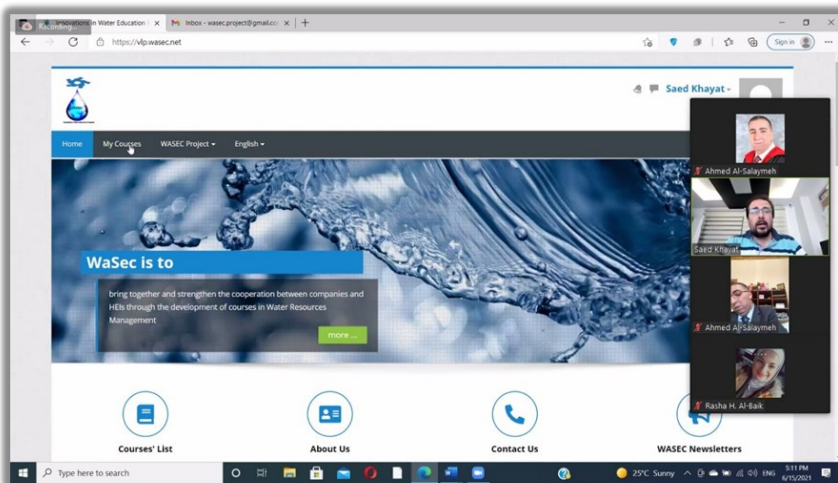 Recording...
Innovations in Water Education
Inbox - wasec.project@gmail.co
https://vlp.wasec.net
Sign in
Saed Khayat
Home
My Courses
WASEC Project
English
Ahmed Al-Salaymeh
Saed Khayat
Ahmed Al-Salaymeh
Rasha H. Al-Baik
WaSec is to
bring together and strengthen the cooperation between companies and
HEIs through the development of courses in Water Resources
Management
more ...
Courses' List
About Us
Contact Us
WASEC Newsletters
Type here to search
25°C Sunny
ENG
5:11 PM
6/15/2021